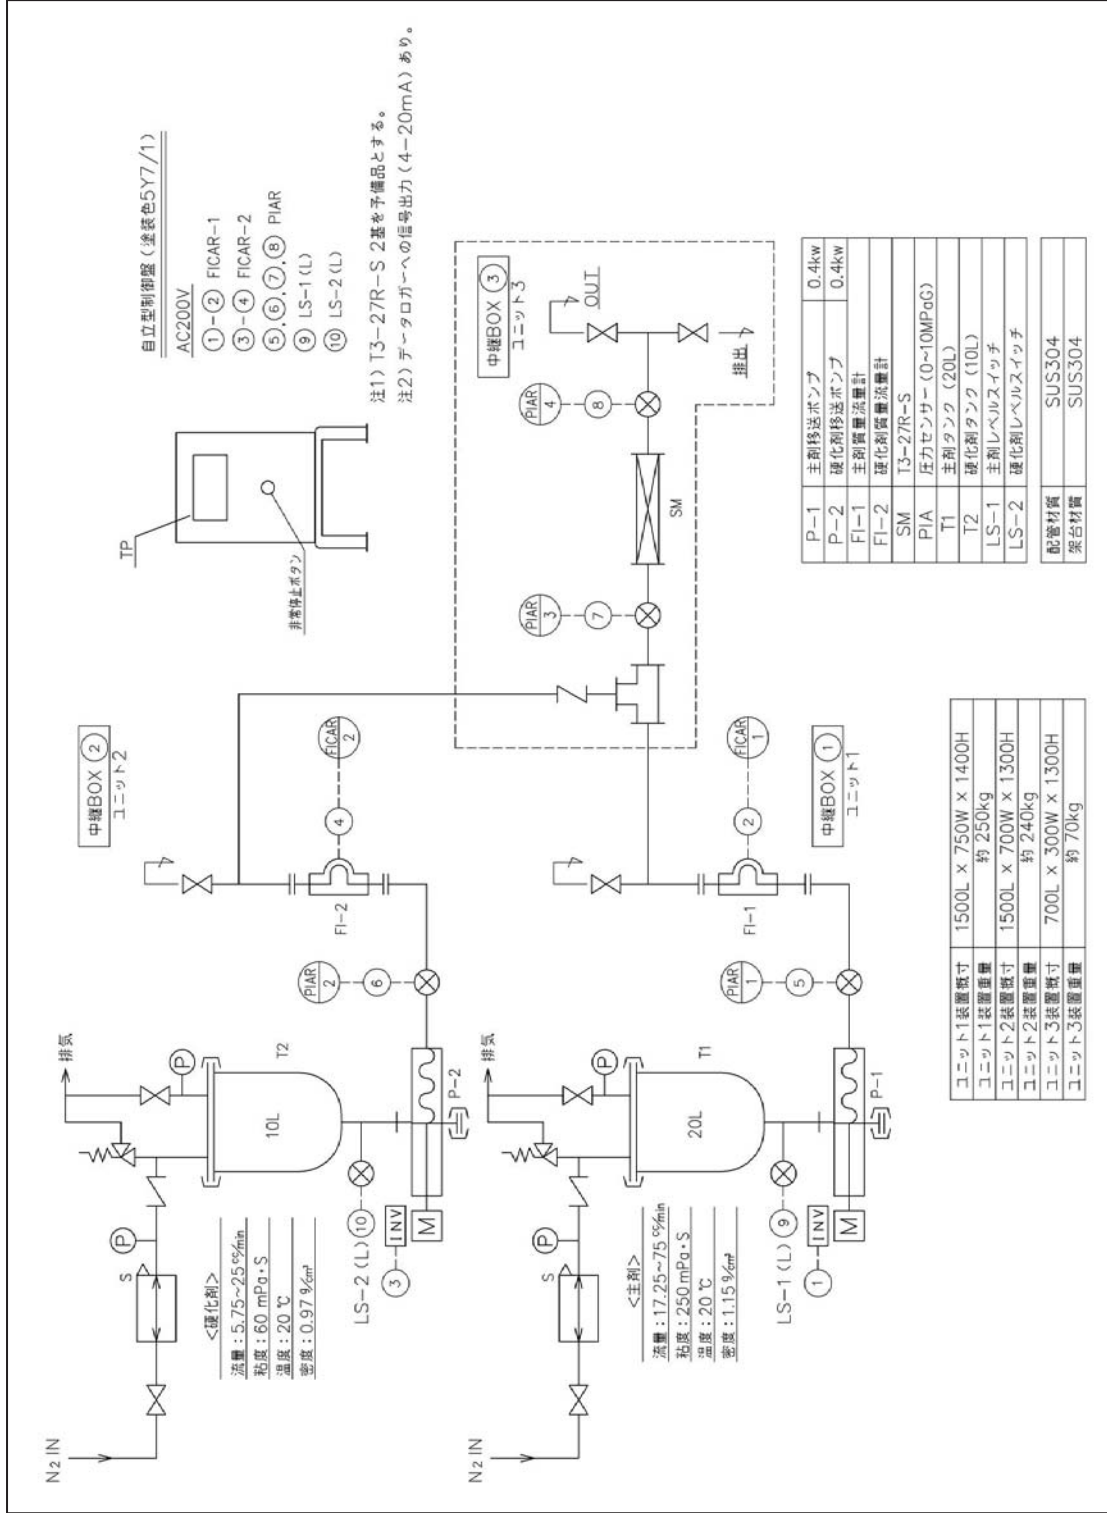 自立型制御盤(塗装色5Y7/1)
AC200V
①-② FICAR-1
③-④ FICAR-2
⑤,⑥,⑦,⑧ PIAR
⑨ LS-1(L)
⑩ LS-2(L)
注1) T3-27R-S 2基を予備品とする。
注2) データロガーへの信号出力(4-20mA)あり。
TP
非常停止ボタン
中継BOX ②
ユニット2
中継BOX ③
ユニット3
中継BOX ①
ユニット1
N₂ IN
S
P
排気
P
10L
T2
<硬化剤>
流量:5.75~25 cc/min
粘度:60 mPa・S
温度:20 ℃
密度:0.97 g/cm³
LS-2(L) ⑩
③
INV
M
P-2
PIAR
2
⑥
FI-2
④
FICAR
2
N₂ IN
S
P
排気
P
20L
T1
<主剤>
流量:17.25~75 cc/min
粘度:250 mPa・S
温度:20 ℃
密度:1.15 g/cm³
LS-1(L) ⑨
①
INV
M
P-1
PIAR
1
⑤
FI-1
②
FICAR
1
PIAR
3
⑦
SM
PIAR
4
⑧
OUT
排出
P-1 主剤移送ポンプ 0.4kw
P-2 硬化剤移送ポンプ 0.4kw
FI-1 主剤質量流量計
FI-2 硬化剤質量流量計
SM T3-27R-S
PIA 圧力センサー(0~10MPaG)
T1 主剤タンク (20L)
T2 硬化剤タンク (10L)
LS-1 主剤レベルスイッチ
LS-2 硬化剤レベルスイッチ
配管材質 SUS304
架台材質 SUS304
ユニット1装置概寸 1500L × 750W × 1400H
ユニット1装置重量 約 250kg
ユニット2装置概寸 1500L × 700W × 1300H
ユニット2装置重量 約 240kg
ユニット3装置概寸 700L × 300W × 1300H
ユニット3装置重量 約 70kg